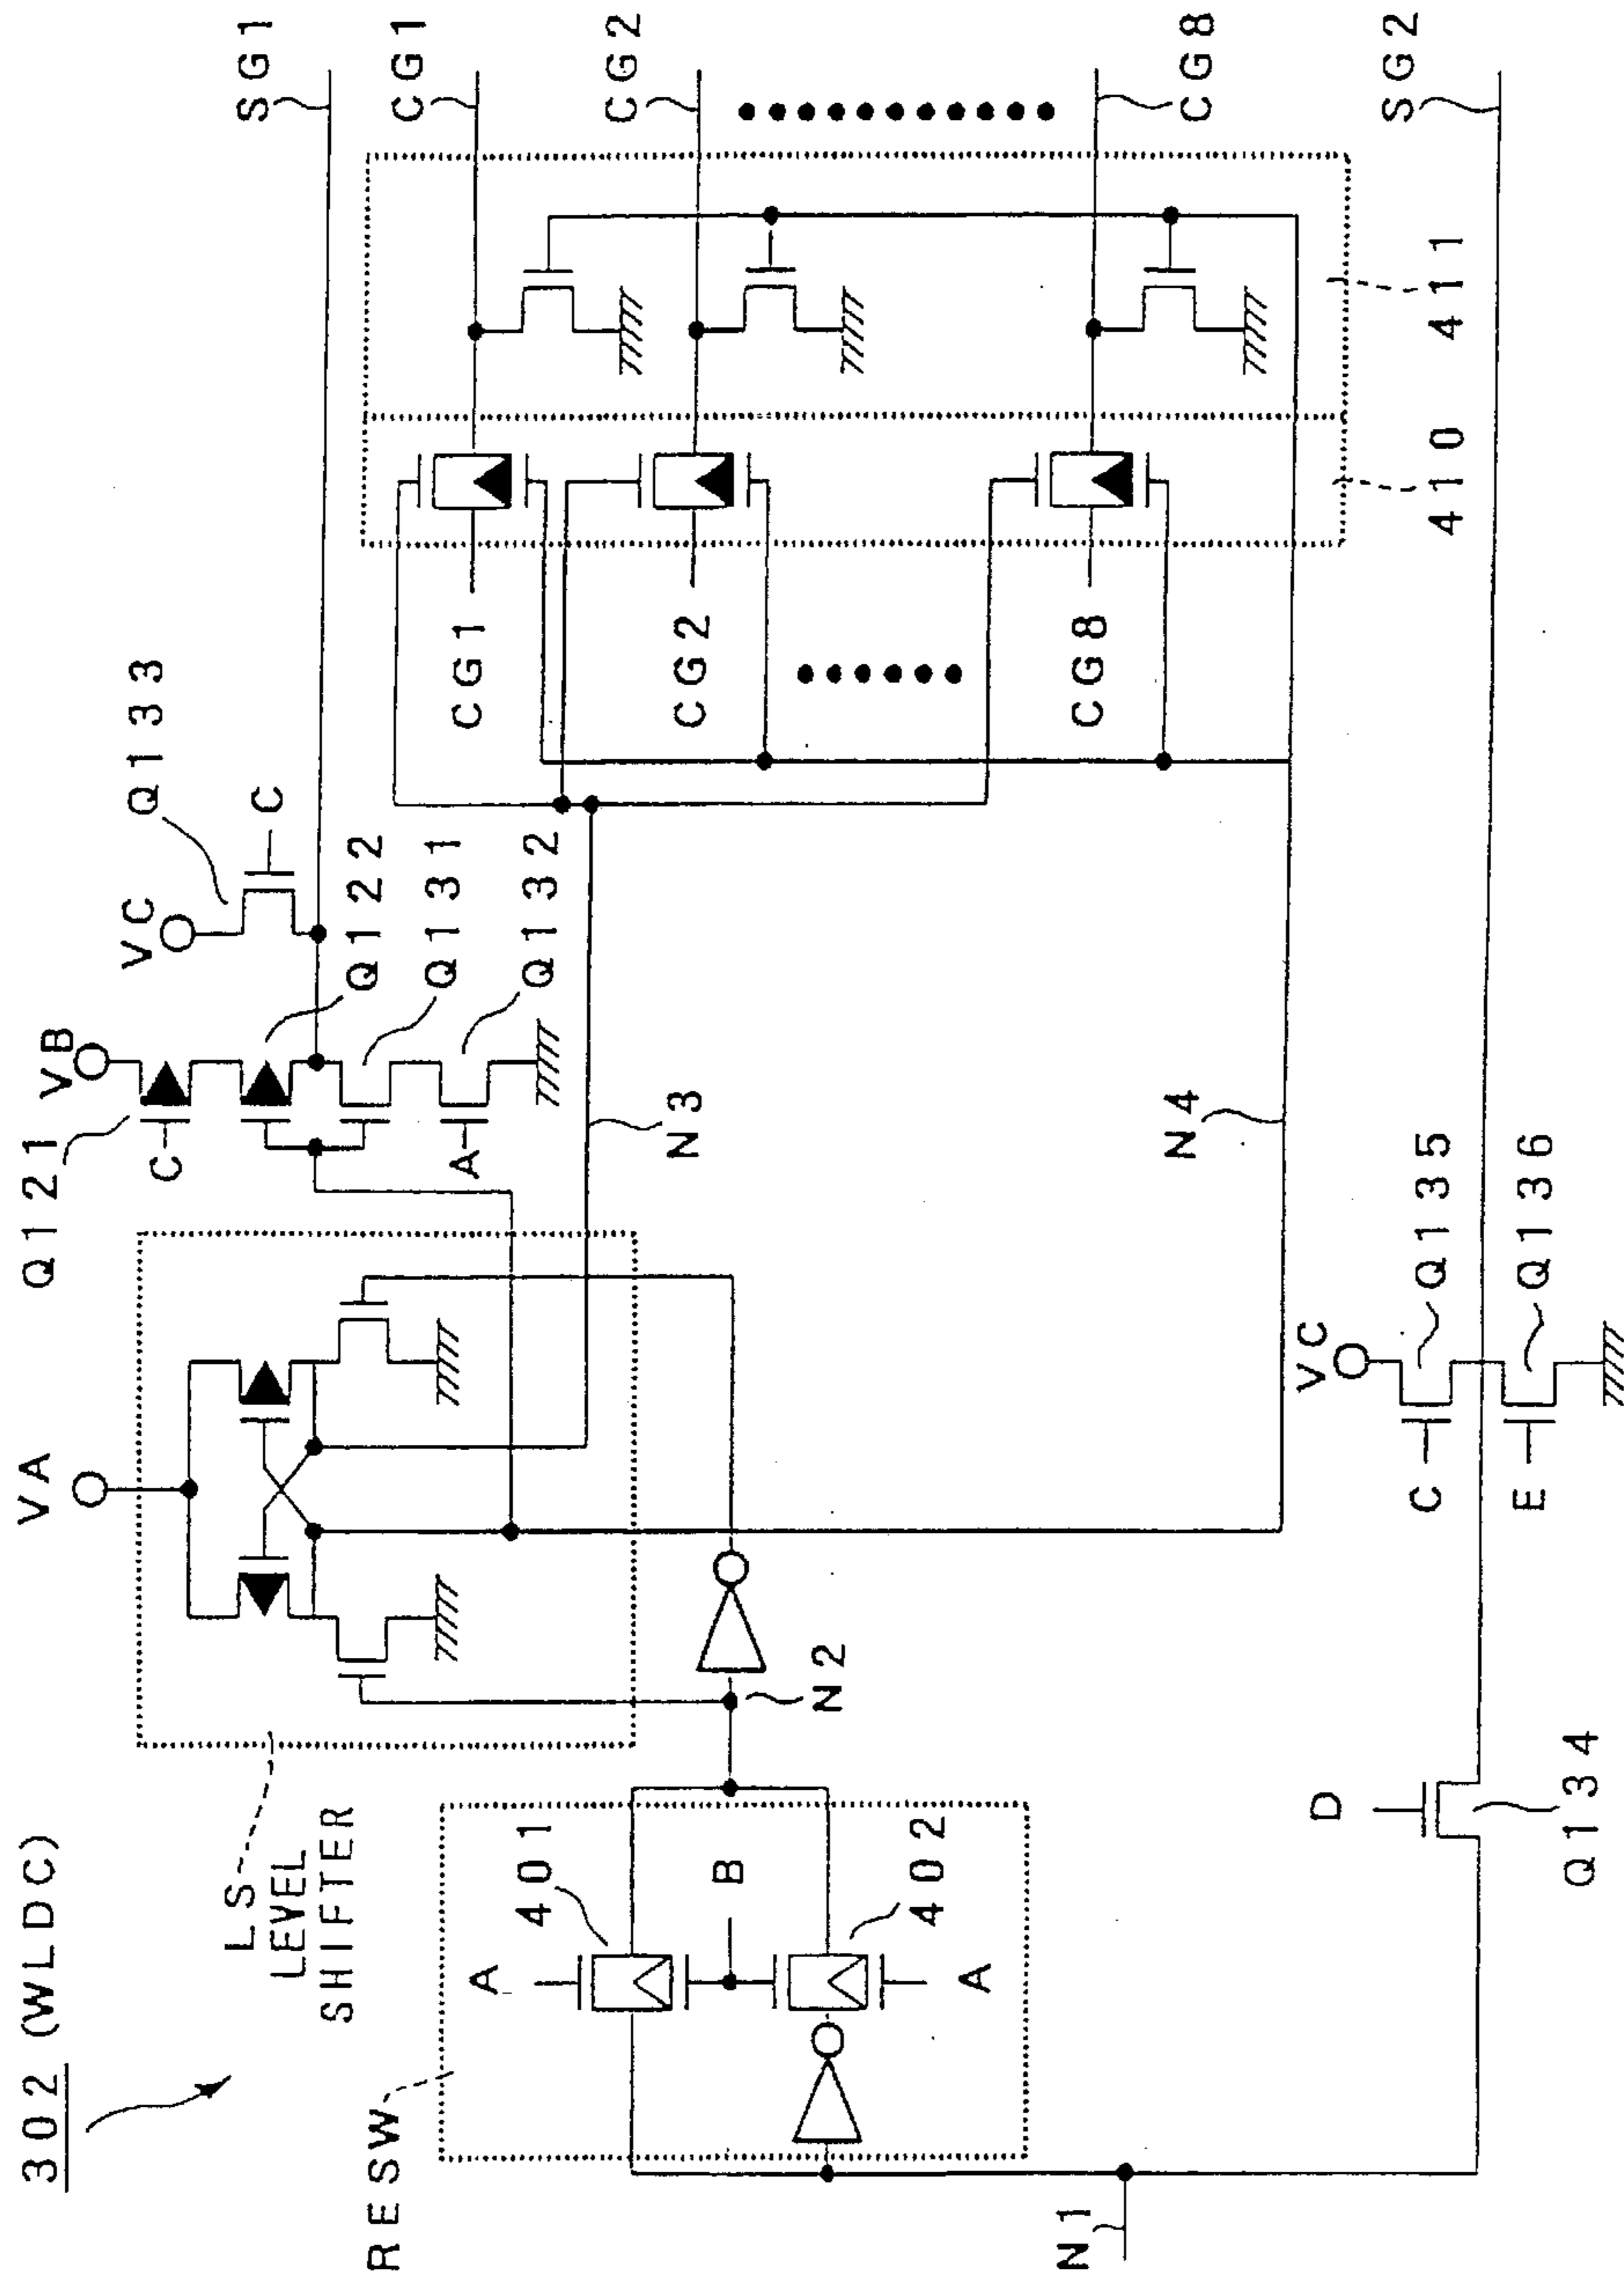 302 (WLDC)
LS
LEVEL
SHIFTER
RESW
VA
VB
VC
Q121
Q133
C
C
Q122
Q131
Q132
A
SG1
CG1
CG2
CG8
SG2
CG1
CG2
CG8
410
411
N3
N4
N2
401
B
402
A
A
N1
D
Q134
VC
C
E
Q135
Q136